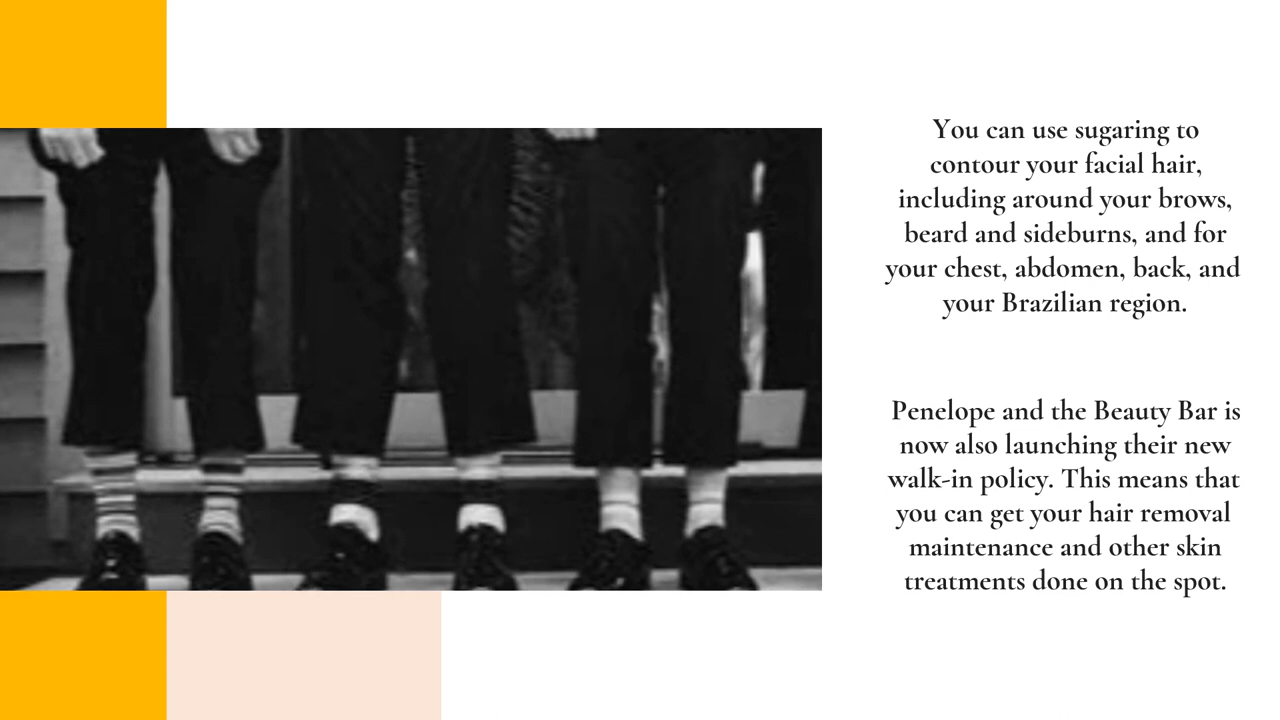 You can use sugaring to
contour your facial hair,
including around your brows,
beard and sideburns, and for
your chest, abdomen, back, and
your Brazilian region.
Penelope and the Beauty Bar is
now also launching their new
walk-in policy. This means that
you can get your hair removal
maintenance and other skin
treatments done on the spot.